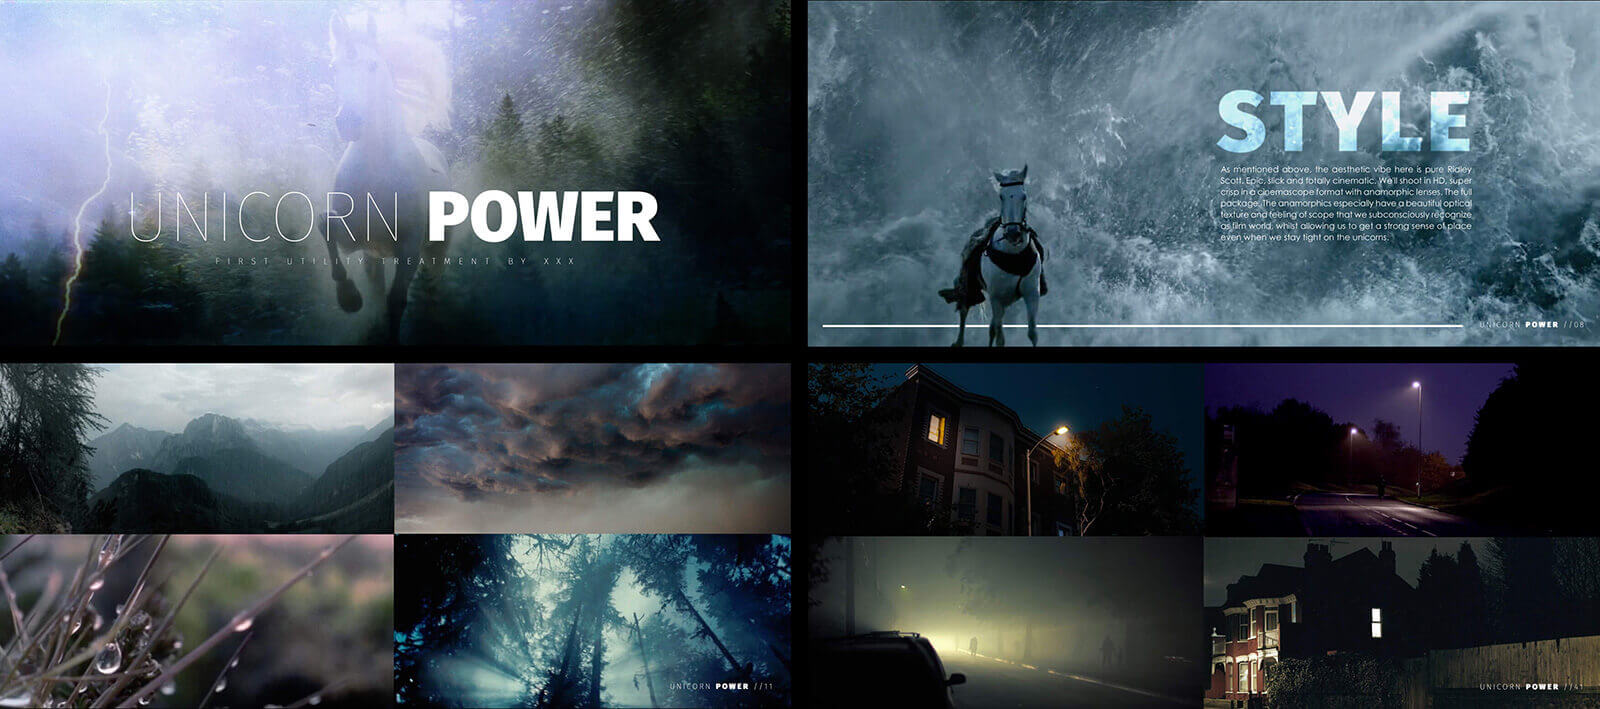 UNICORN POWER
FIRST UTILITY TREATMENT BY XXX
STYLE
As mentioned above, the aesthetic vibe here is pure Ridley
Scott. Epic, slick and totally cinematic. We'll shoot in HD, super
crisp in a cinemascope format with anamorphic lenses. The full
package. The anamorphics especially have a beautiful optical
texture and feeling of scope that we subconsciously recognize
as film world, whilst allowing us to get a strong sense of place
even when we stay tight on the unicorns.
UNICORN POWER //08
UNICORN POWER //11
UNICORN POWER //41